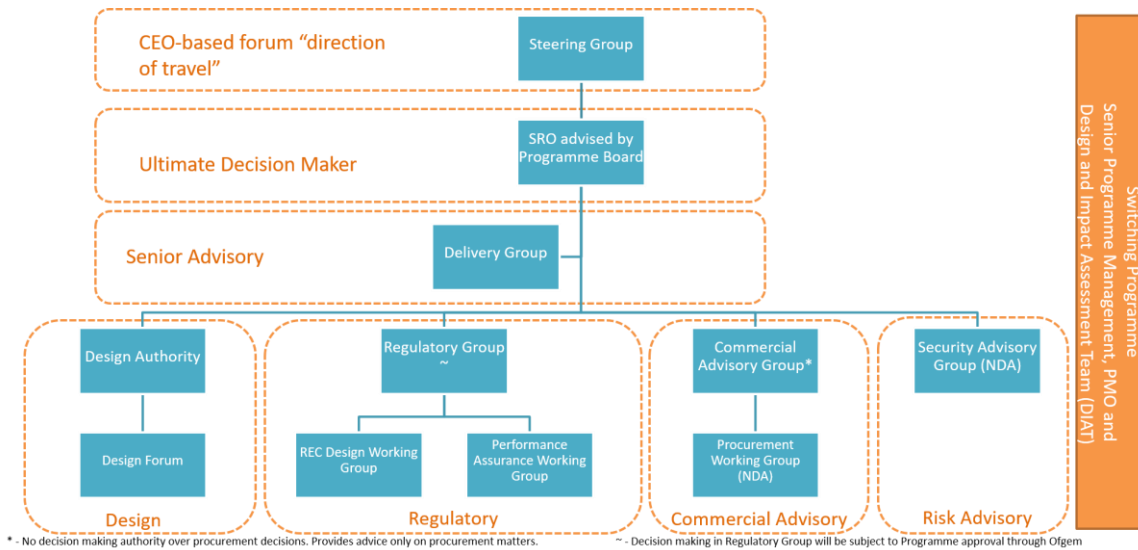 CEO-based forum “direction
of travel”
Steering Group
Ultimate Decision Maker
SRO advised by
Programme Board
Senior Advisory
Delivery Group
Design Authority
Design Forum
Design
Regulatory Group
~
REC Design Working
Group
Performance
Assurance Working
Group
Regulatory
Commercial
Advisory Group*
Procurement
Working Group
(NDA)
Commercial Advisory
Security Advisory
Group (NDA)
Risk Advisory
Switching Programme
Senior Programme Management, PMO and
Design and Impact Assessment Team (DIAT)
* - No decision making authority over procurement decisions. Provides advice only on procurement matters.
~ - Decision making in Regulatory Group will be subject to Programme approval through Ofgem